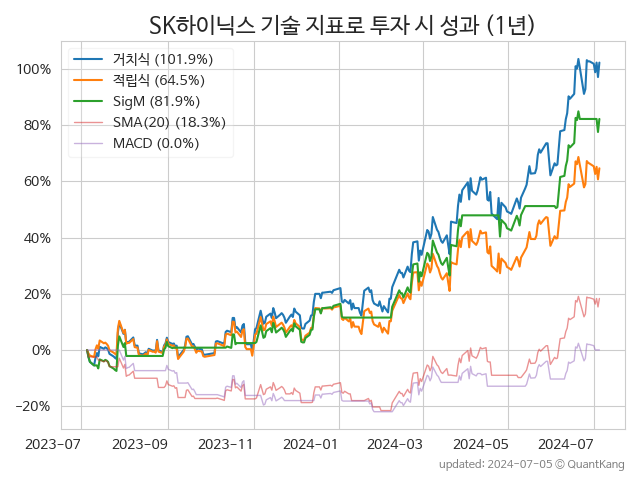 SK하이닉스 기술 지표로 투자 시 성과 (1년)
거치식 (101.9%)
적립식 (64.5%)
SigM (81.9%)
SMA(20) (18.3%)
MACD (0.0%)
100%
80%
60%
40%
20%
0%
−20%
2023-07 2023-09 2023-11 2024-01 2024-03 2024-05 2024-07
updated: 2024-07-05 © QuantKang